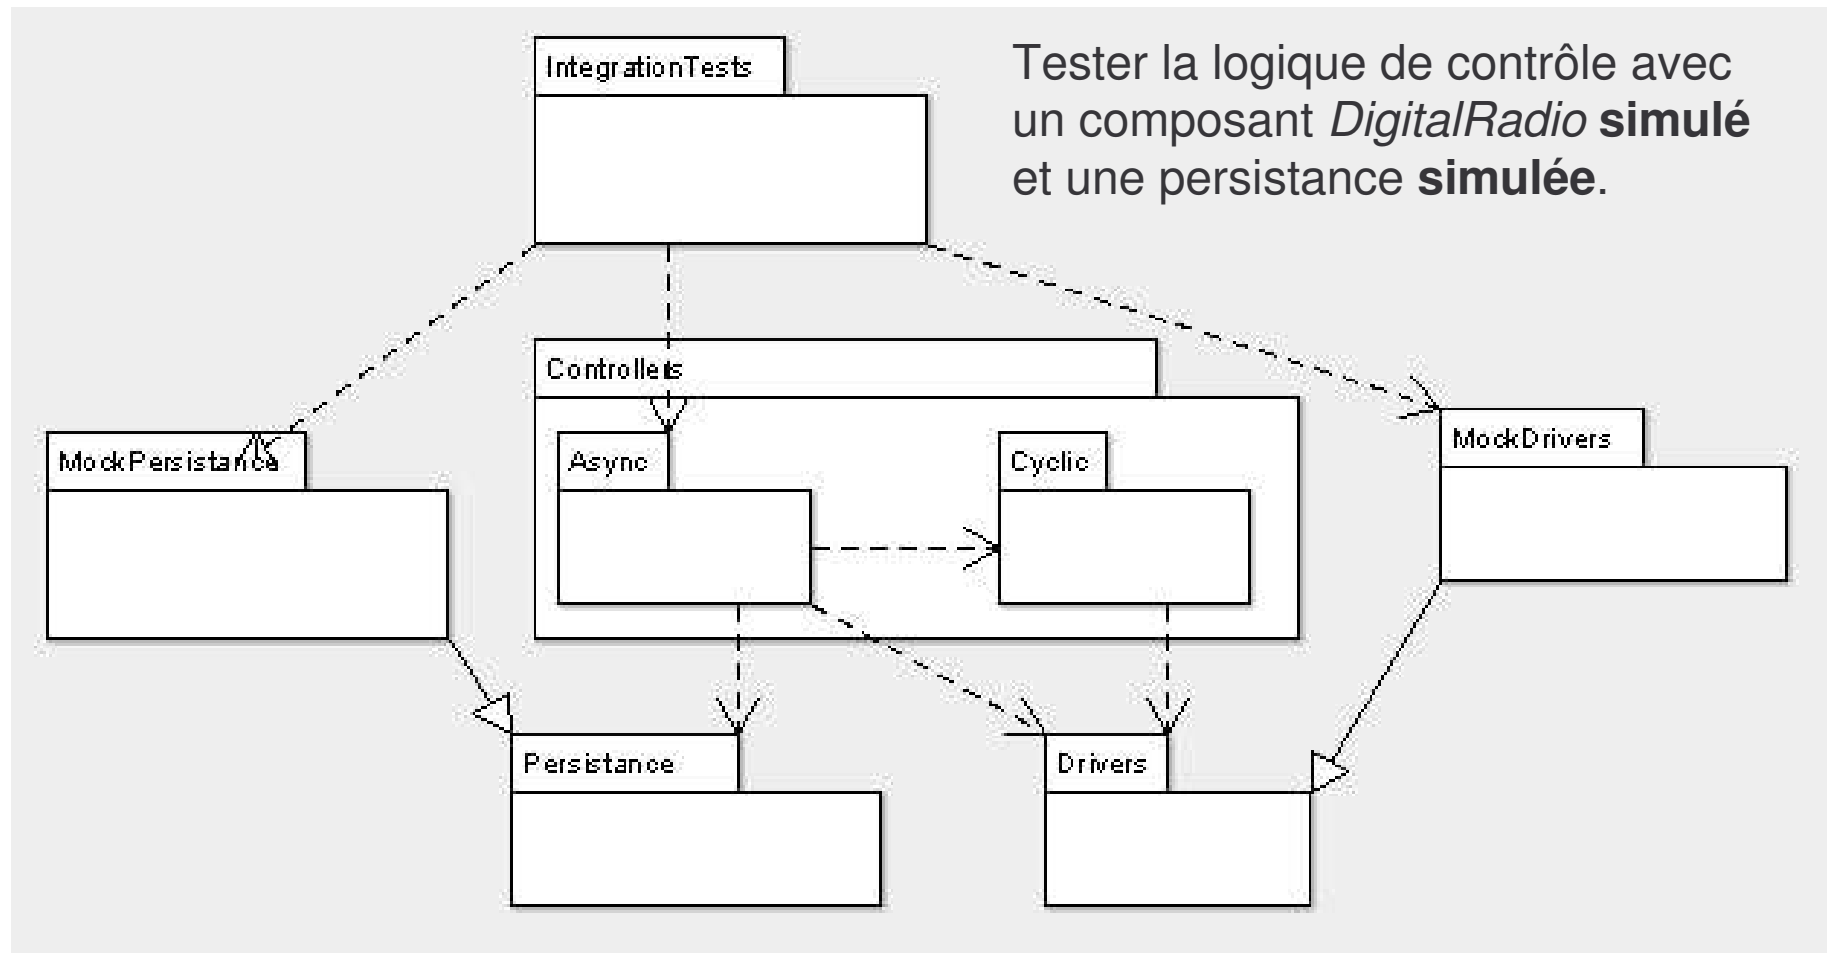 IntegrationTests
Tester la logique de contrôle avec
un composant DigitalRadio simulé
et une persistance simulée.
Controllers
MockPersistance
Async
Cyclic
MockDrivers
Persistance
Drivers